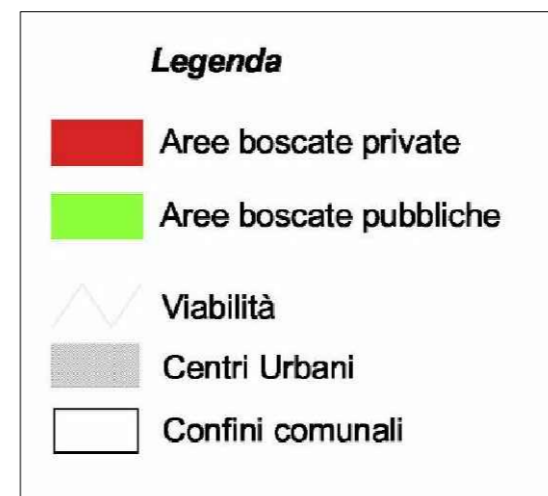 Legenda
Aree boscate private
Aree boscate pubbliche
Viabilità
Centri Urbani
Confini comunali